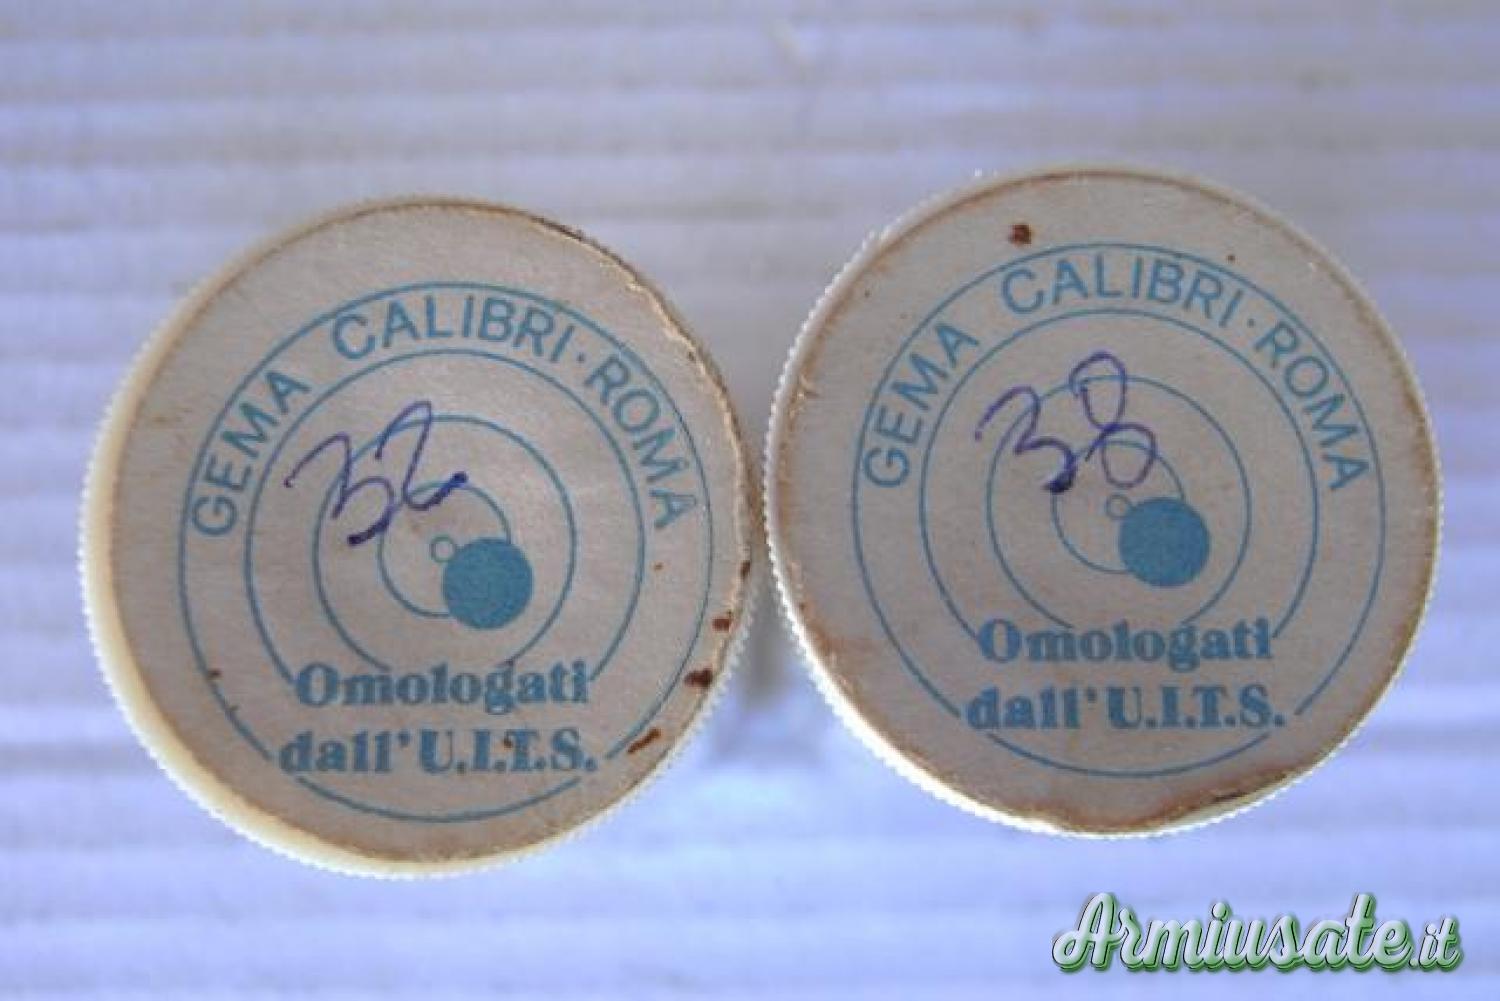 GEMA CALIBRI · ROMA
32
Omologati
dall'U.I.T.S.
GEMA CALIBRI · ROMA
38
Omologati
dall'U.I.T.S.
Armiusate.it